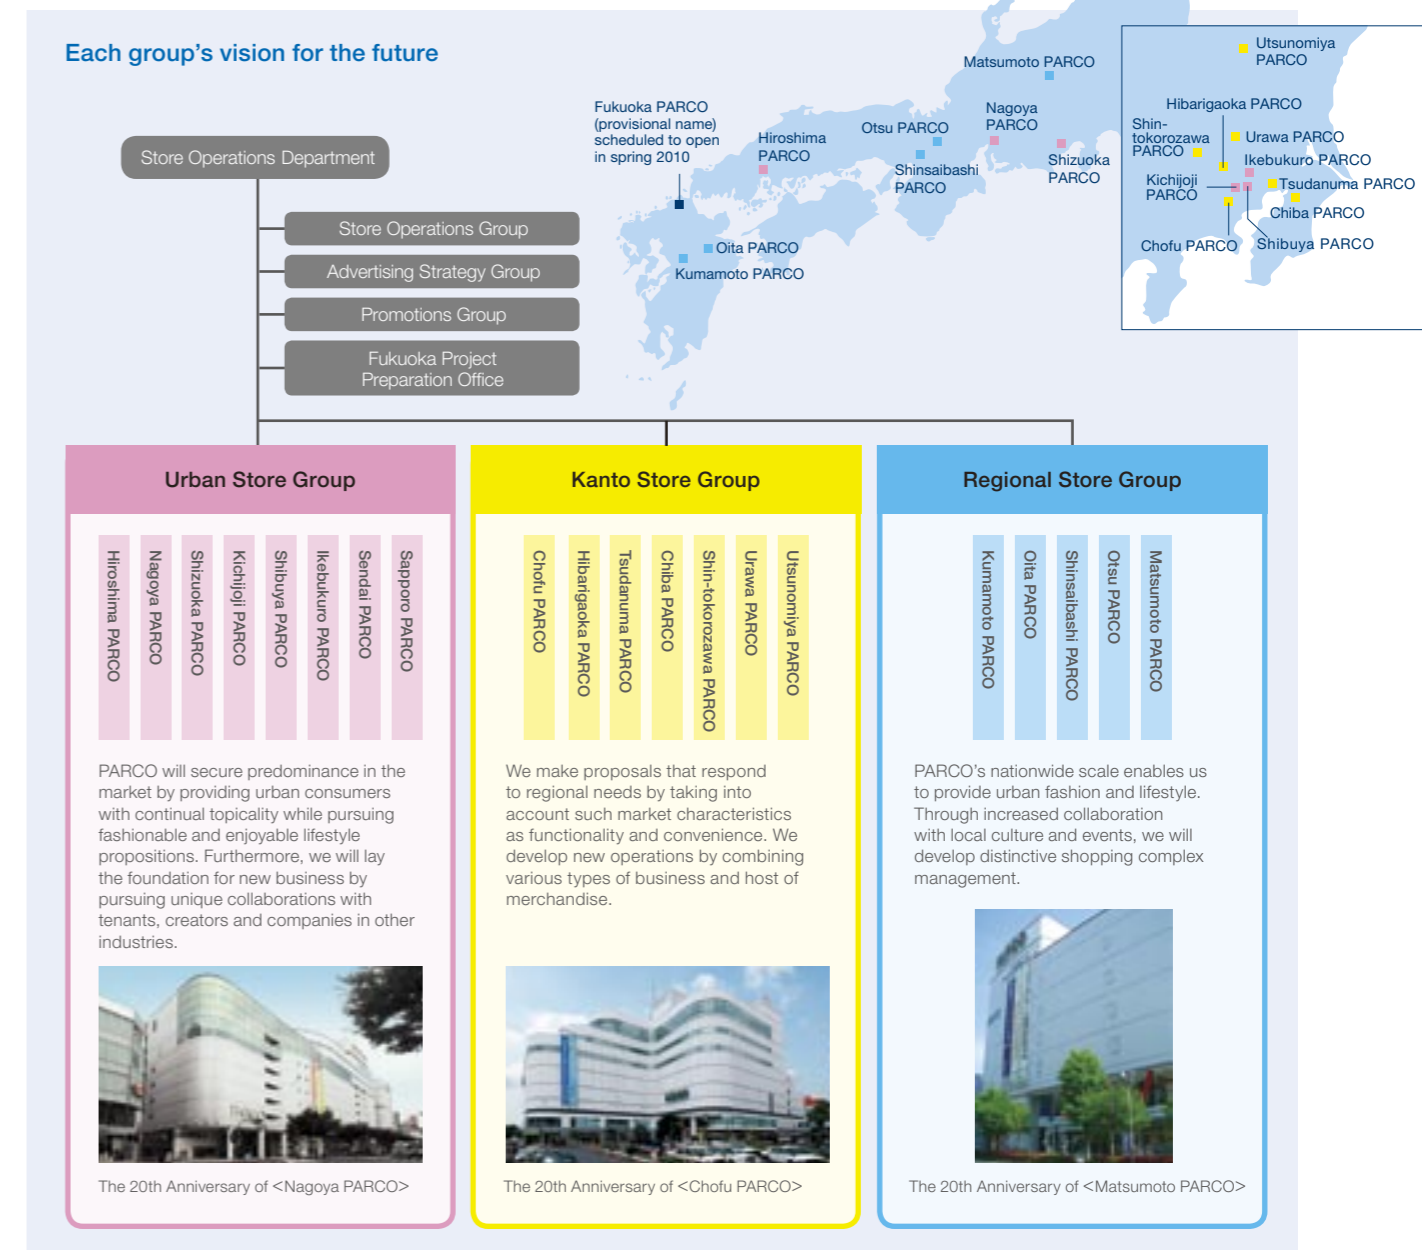 Each group's vision for the future
Store Operations Department
Store Operations Group
Advertising Strategy Group
Promotions Group
Fukuoka Project
Preparation Office
Fukuoka PARCO
(provisional name)
scheduled to open
in spring 2010
Hiroshima
PARCO
Oita PARCO
Kumamoto PARCO
Matsumoto PARCO
Otsu PARCO
Nagoya
PARCO
Shinsaibashi
PARCO
Shizuoka
PARCO
Utsunomiya
PARCO
Hibarigaoka PARCO
Shin-
tokorozawa
PARCO
Urawa PARCO
Ikebukuro PARCO
Kichijoji
PARCO
Tsudanuma PARCO
Chiba PARCO
Chofu PARCO
Shibuya PARCO
Urban Store Group
Hiroshima PARCO
Nagoya PARCO
Shizuoka PARCO
Kichijoji PARCO
Shibuya PARCO
Ikebukuro PARCO
Sendai PARCO
Sapporo PARCO
PARCO will secure predominance in the
market by providing urban consumers
with continual topicality while pursuing
fashionable and enjoyable lifestyle
propositions. Furthermore, we will lay
the foundation for new business by
pursuing unique collaborations with
tenants, creators and companies in other
industries.
The 20th Anniversary of <Nagoya PARCO>
Kanto Store Group
Chofu PARCO
Hibarigaoka PARCO
Tsudanuma PARCO
Chiba PARCO
Shin-tokorozawa PARCO
Urawa PARCO
Utsunomiya PARCO
We make proposals that respond
to regional needs by taking into
account such market characteristics
as functionality and convenience. We
develop new operations by combining
various types of business and host of
merchandise.
The 20th Anniversary of <Chofu PARCO>
Regional Store Group
Kumamoto PARCO
Oita PARCO
Shinsaibashi PARCO
Otsu PARCO
Matsumoto PARCO
PARCO's nationwide scale enables us
to provide urban fashion and lifestyle.
Through increased collaboration
with local culture and events, we will
develop distinctive shopping complex
management.
The 20th Anniversary of <Matsumoto PARCO>